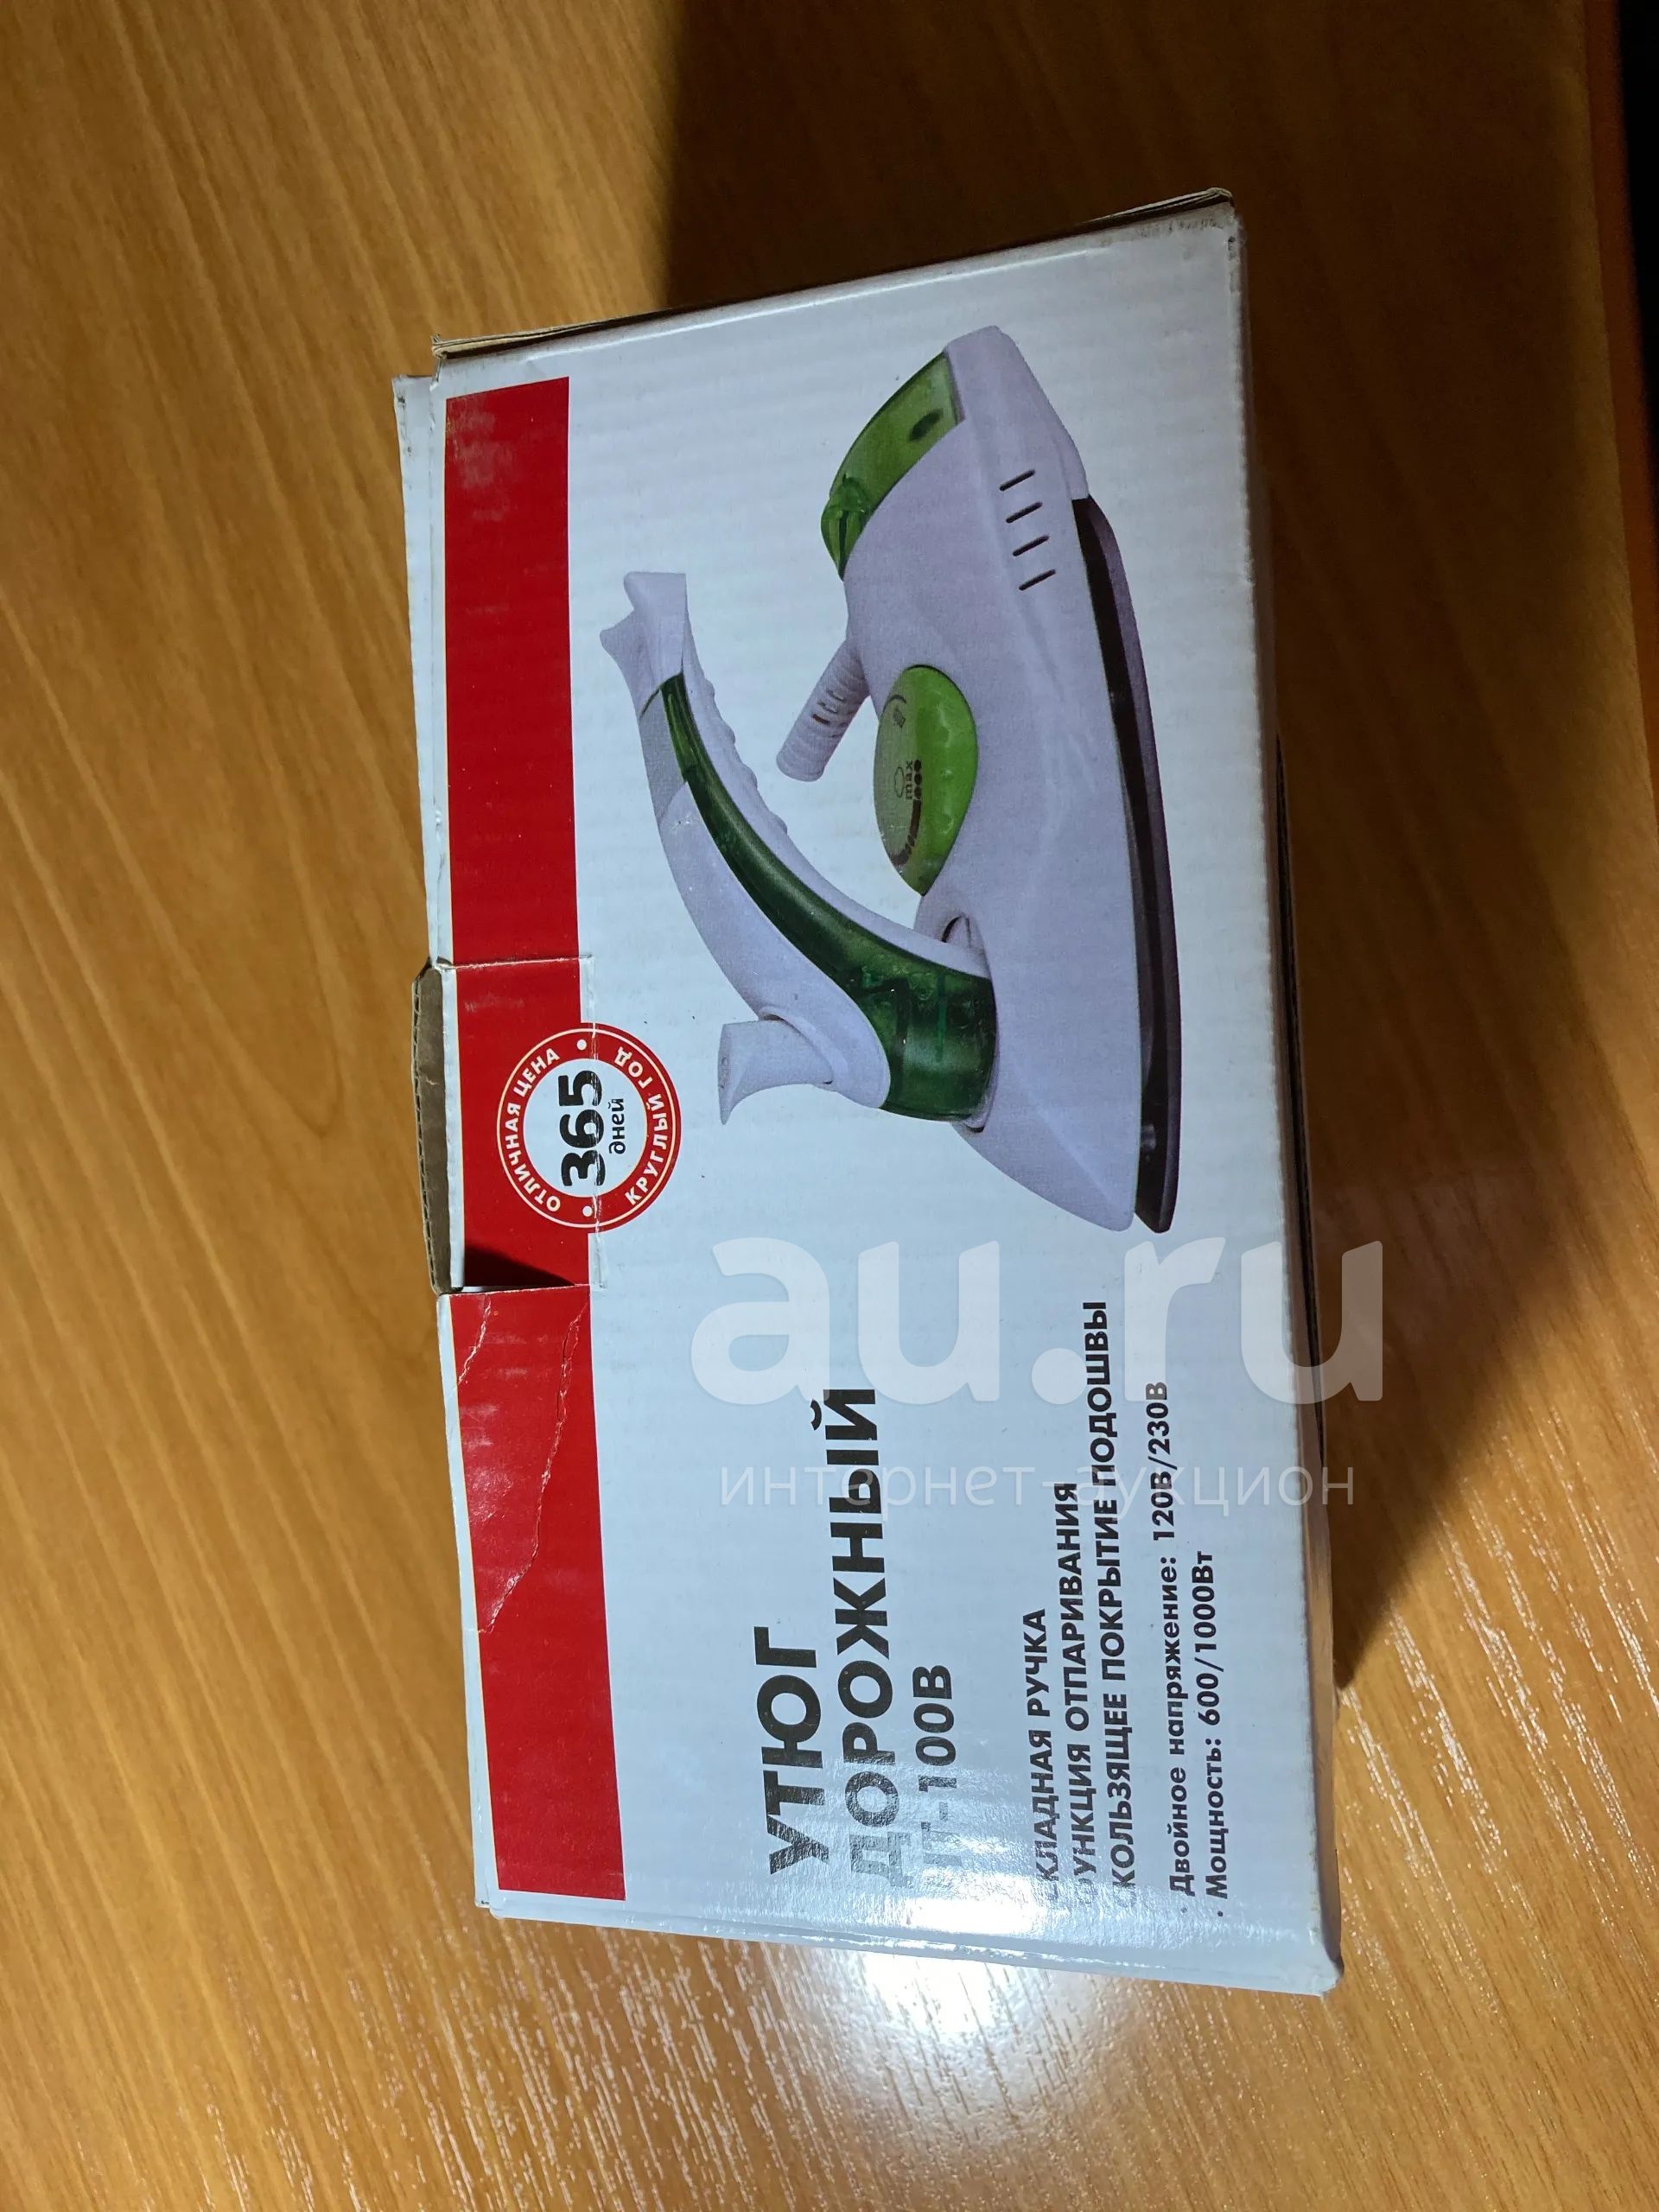 ОТЛИЧНАЯ ЦЕНА
365
дней
КРУГЛЫЙ ГОД
УТЮГ
ДОРОЖНЫЙ
СКЛАДНАЯ РУЧКА
ФУНКЦИЯ ОТПАРИВАНИЯ
СКОЛЬЗЯЩЕЕ ПОКРЫТИЕ ПОДОШВЫ
· Двойное напряжение: 120В/230В
· Мощность: 600/1000Вт
max
au.ru
интернет-аукцион